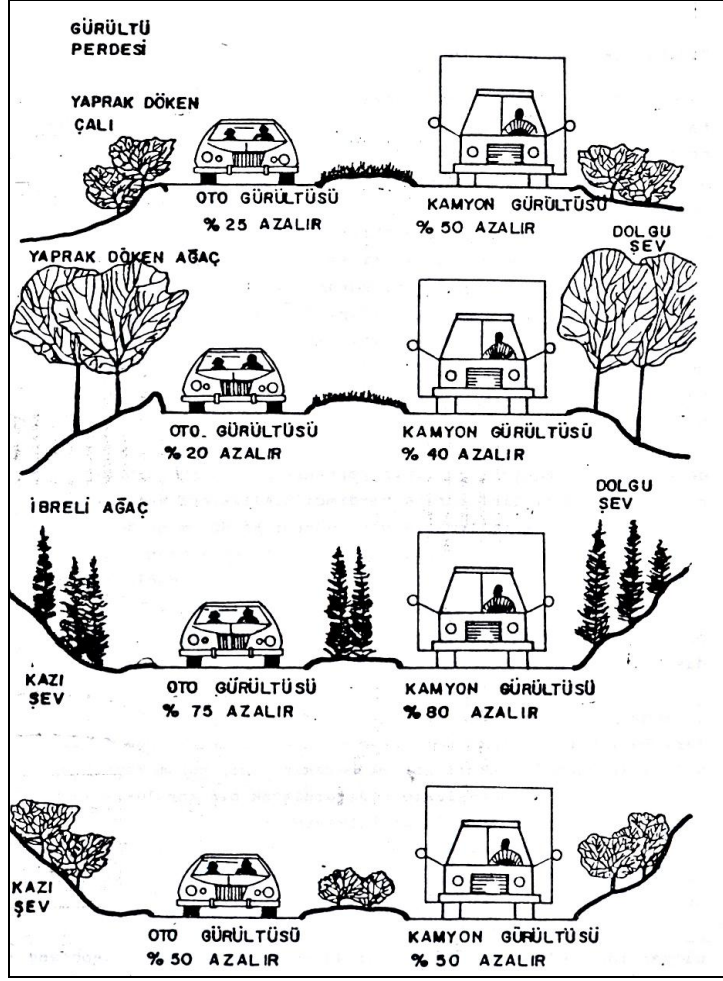 GÜRÜLTÜ
PERDESİ
YAPRAK DÖKEN
ÇALI
OTO GÜRÜLTÜSÜ
% 25 AZALIR
KAMYON GÜRÜLTÜSÜ
% 50 AZALIR
DOLGU
ŞEV
YAPRAK DÖKEN AĞAÇ
OTO. GÜRÜLTÜSÜ
% 20 AZALIR
KAMYON GÜRÜLTÜSÜ
% 40 AZALIR
İBRELİ AĞAÇ
DOLGU
ŞEV
KAZI
ŞEV
OTO GÜRÜLTÜSÜ
% 75 AZALIR
KAMYON GÜRÜLTÜSÜ
% 80 AZALIR
KAZI
ŞEV
OTO GÜRÜLTÜSÜ
% 50 AZALIR
KAMYON GÜRÜLTÜSÜ
% 50 AZALIR